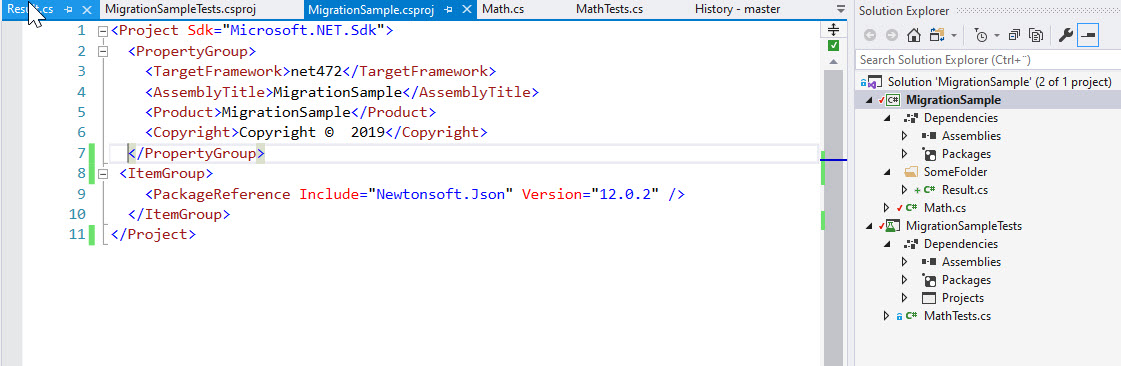 Result.cs MigrationSampleTests.csproj MigrationSample.csproj Math.cs MathTests.cs History - master
1 <Project Sdk="Microsoft.NET.Sdk">
2 <PropertyGroup>
3 <TargetFramework>net472</TargetFramework>
4 <AssemblyTitle>MigrationSample</AssemblyTitle>
5 <Product>MigrationSample</Product>
6 <Copyright>Copyright ©  2019</Copyright>
7 </PropertyGroup>
8 <ItemGroup>
9 <PackageReference Include="Newtonsoft.Json" Version="12.0.2" />
10 </ItemGroup>
11 </Project>
Solution Explorer
Search Solution Explorer (Ctrl+¨)
Solution 'MigrationSample' (2 of 1 project)
C# MigrationSample
Dependencies
Assemblies
Packages
SomeFolder
C# Result.cs
C# Math.cs
MigrationSampleTests
Dependencies
Assemblies
Packages
Projects
C# MathTests.cs